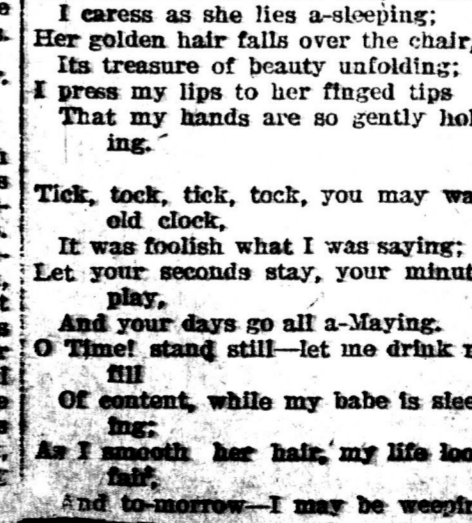 I caress as she lies a-sleeping;
Her golden hair falls over the chair,
Its treasure of beauty unfolding;
I press my lips to her finged tips
That my hands are so gently hol
ing.
Tick, tock, tick, tock, you may wa
old clock,
It was foolish what I was saying;
Let your seconds stay, your minut
play,
And your days go all a-Maying.
O Time! stand still—let me drink
fill
Of content, while my babe is slee
ing;
As I smooth her hair, my life loo
fair,
And to-morrow—I may be weepin